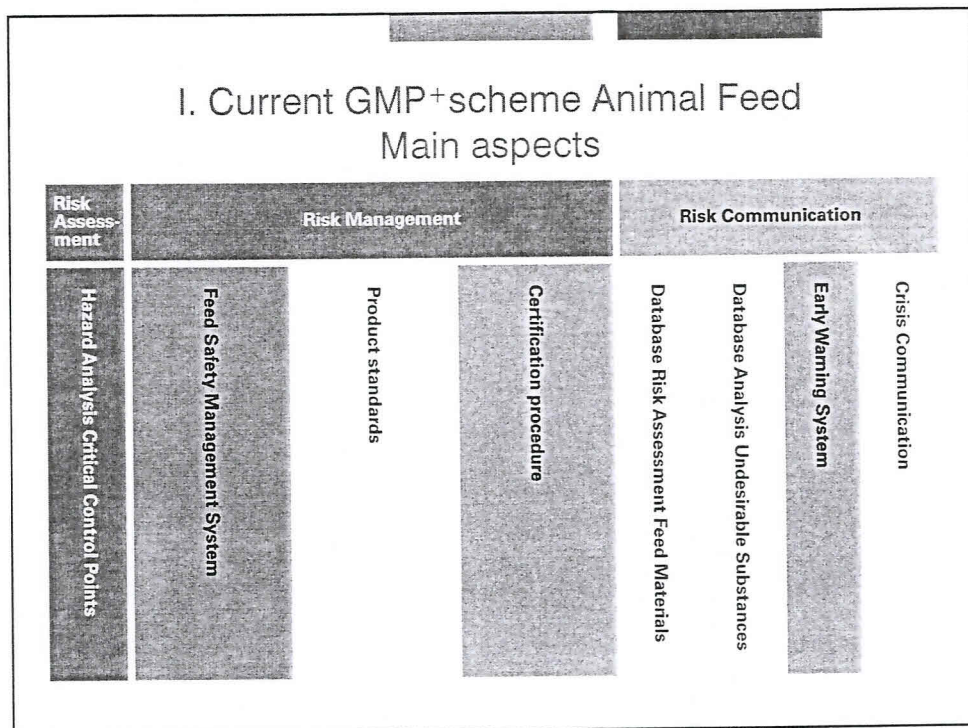 I. Current GMP+scheme Animal Feed
Main aspects
Risk
Assess-
ment
Risk Management
Risk Communication
Hazard Analysis Critical Control Points
Feed Safety Management System
Product standards
Certification procedure
Database Risk Assessment Feed Materials
Database Analysis Undesirable Substances
Early Warning System
Crisis Communication